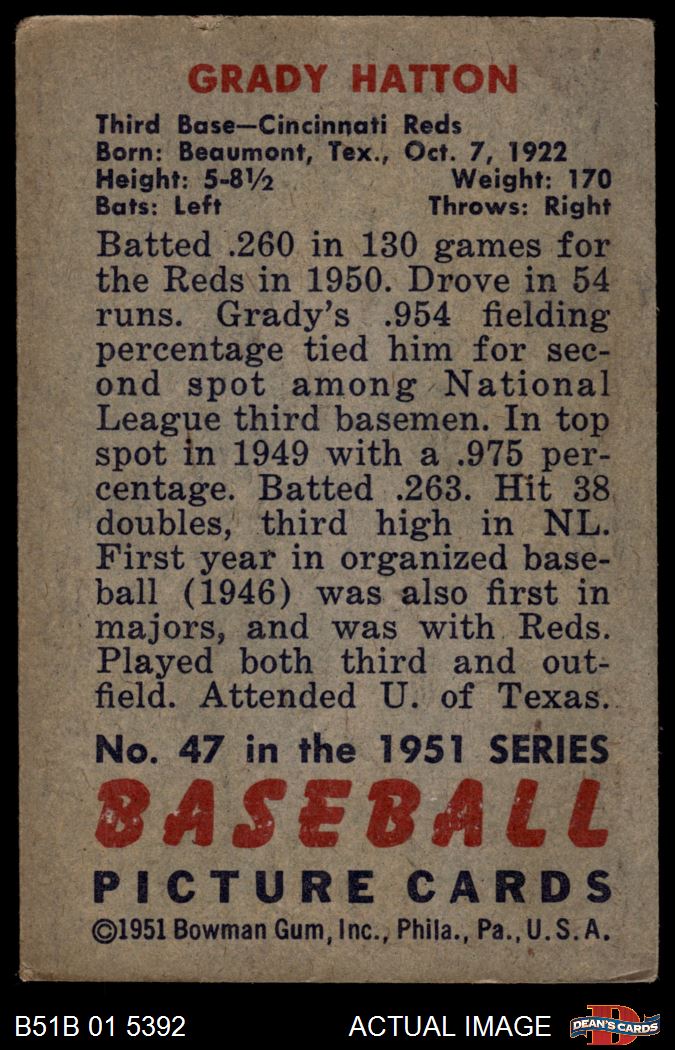 GRADY HATTON
Third Base—Cincinnati Reds
Born: Beaumont, Tex., Oct. 7, 1922
Height: 5-8½ Weight: 170
Bats: Left Throws: Right
Batted .260 in 130 games for
the Reds in 1950. Drove in 54
runs. Grady's .954 fielding
percentage tied him for sec-
ond spot among National
League third basemen. In top
spot in 1949 with a .975 per-
centage. Batted .263. Hit 38
doubles, third high in NL.
First year in organized base-
ball (1946) was also first in
majors, and was with Reds.
Played both third and out-
field. Attended U. of Texas.
No. 47 in the 1951 SERIES
BASEBALL
PICTURE CARDS
©1951 Bowman Gum, Inc., Phila., Pa., U.S.A.
B51B 01 5392 ACTUAL IMAGE D DEAN'S CARDS